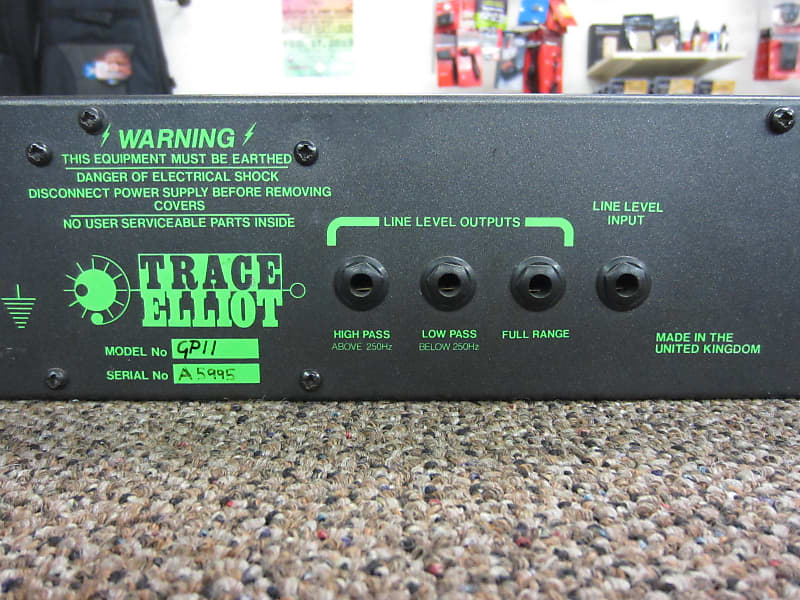 WARNING
THIS EQUIPMENT MUST BE EARTHED
DANGER OF ELECTRICAL SHOCK
DISCONNECT POWER SUPPLY BEFORE REMOVING
COVERS
NO USER SERVICEABLE PARTS INSIDE
TRACE
ELLIOT
MODEL No GP11
SERIAL No A5995
LINE LEVEL OUTPUTS
HIGH PASS
ABOVE 250Hz
LOW PASS
BELOW 250Hz
FULL RANGE
LINE LEVEL
INPUT
MADE IN THE
UNITED KINGDOM